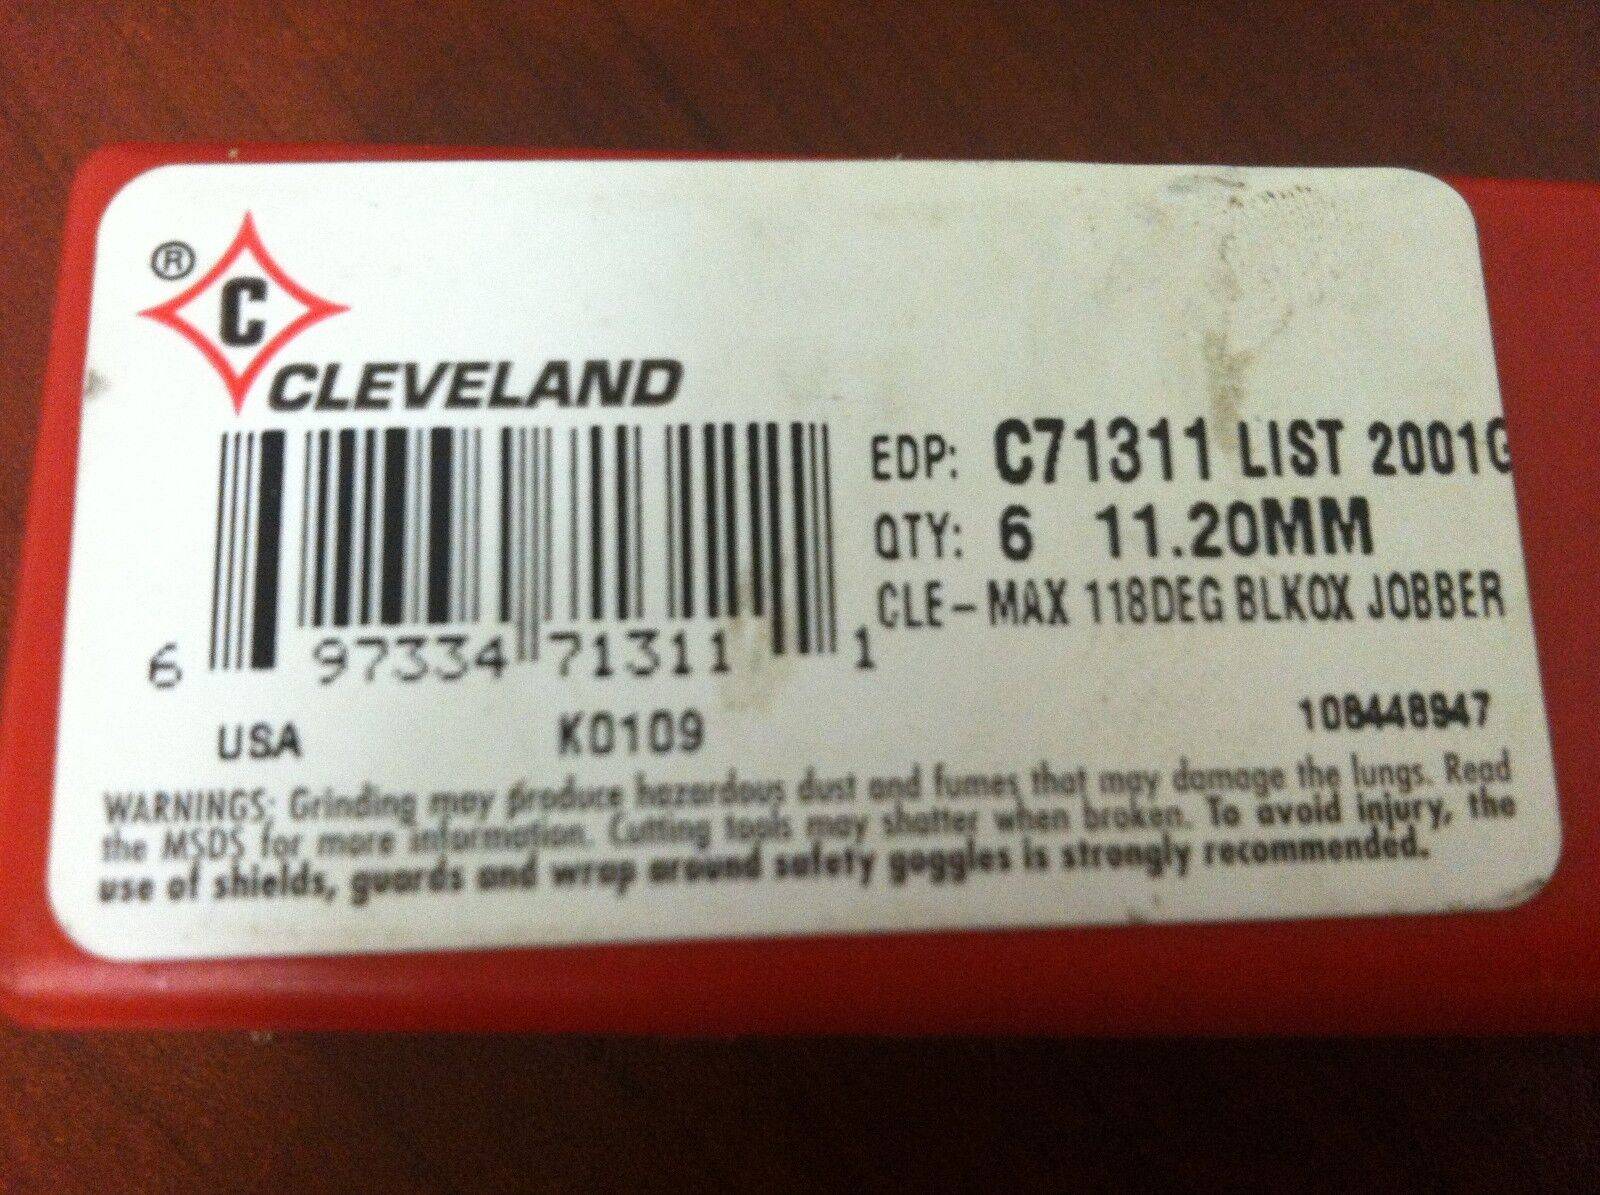 ®
C
CLEVELAND
EDP: C71311 LIST 2001G
QTY: 6 11.20MM
CLE-MAX 118DEG BLKOX JOBBER
6 97334 71311 1
USA K0109
108448947
WARNINGS: Grinding may produce hazardous dust and fumes that may damage the lungs. Read
the MSDS for more information. Cutting tools may shatter when broken. To avoid injury, the
use of shields, guards and wrap around safety goggles is strongly recommended.